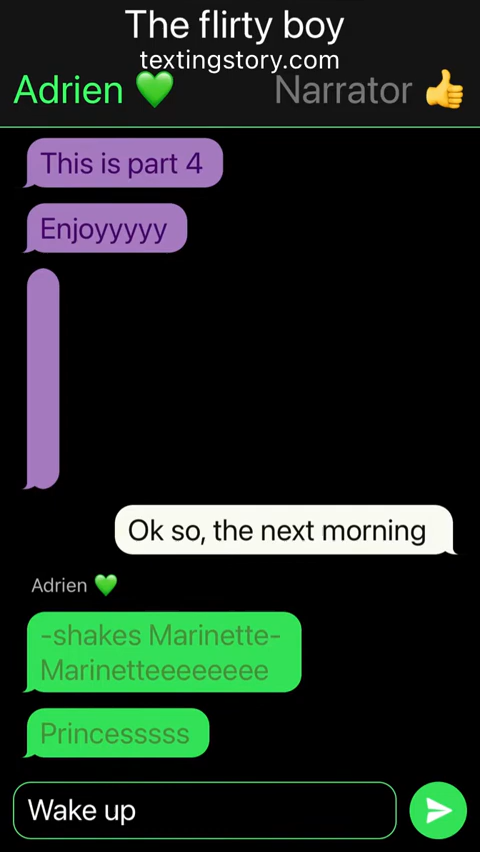 The flirty boy
textingstory.com
Adrien 💚
Narrator 👍
This is part 4
Enjoyyyyy
Ok so, the next morning
Adrien 💚
-shakes Marinette-
Marinetteeeeeeee
Princesssss
Wake up